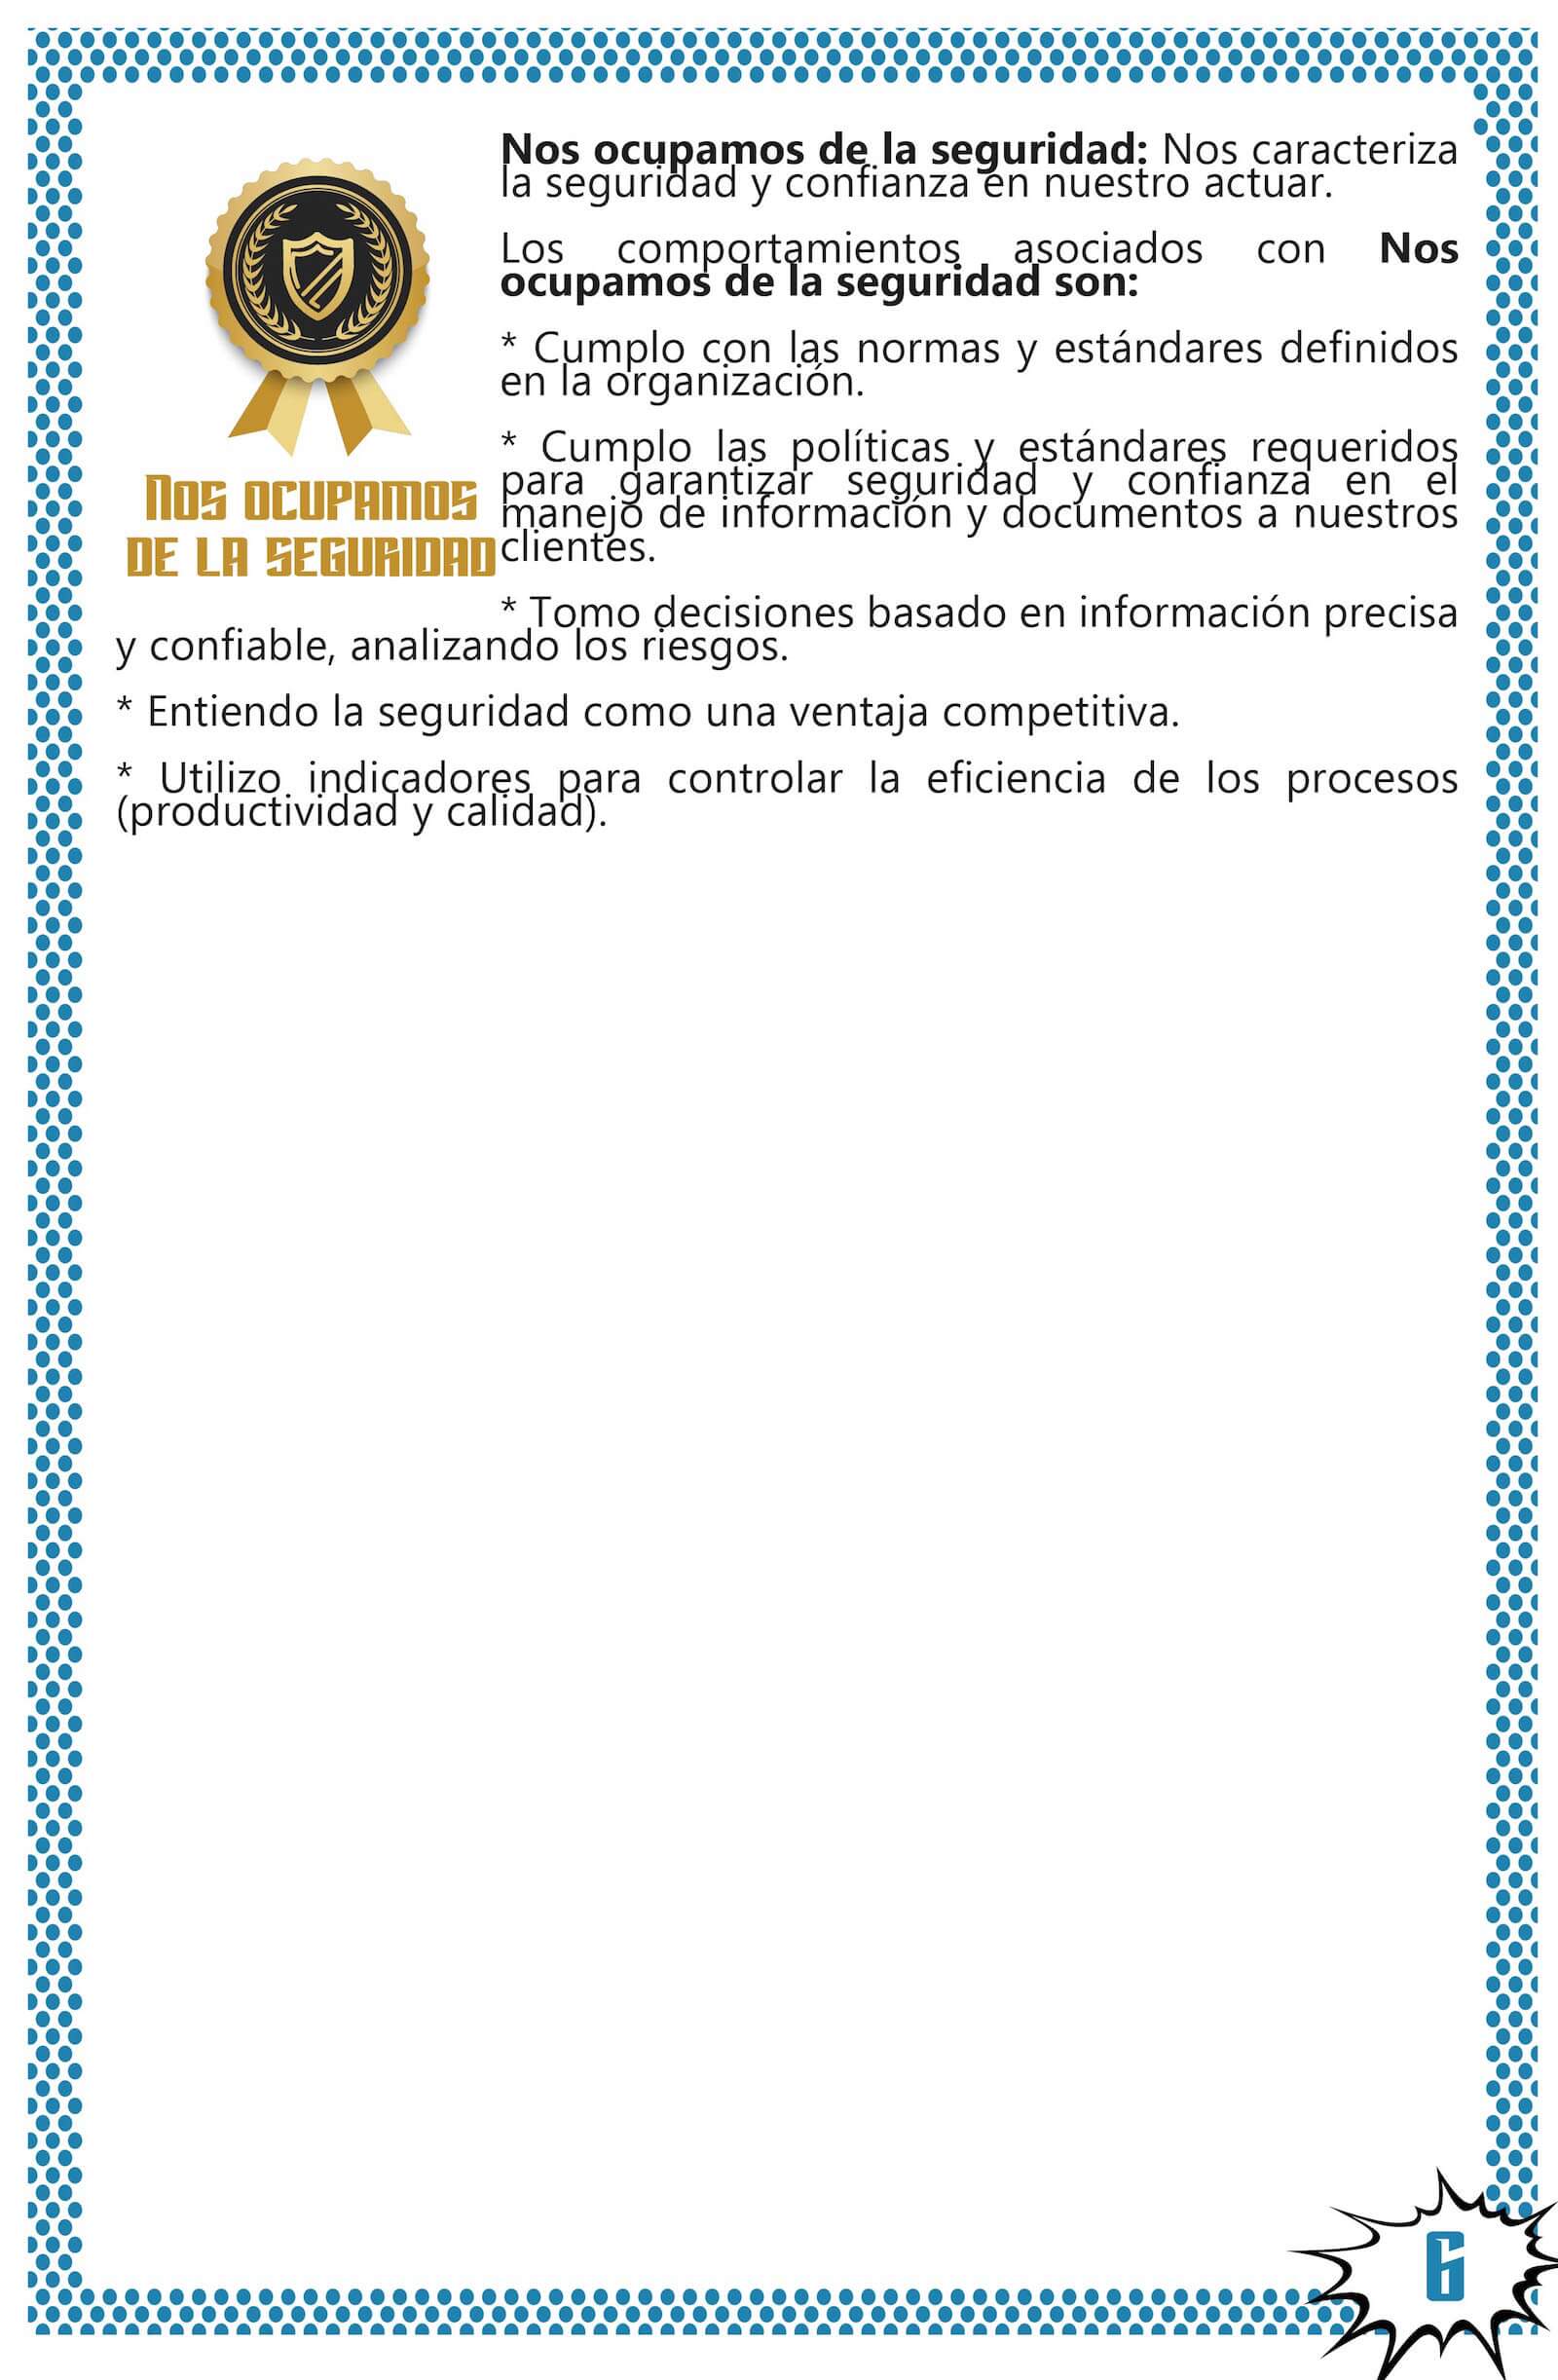 Nos ocupamos
de la seguridad
Nos ocupamos de la seguridad: Nos caracteriza
la seguridad y confianza en nuestro actuar.
Los comportamientos asociados con Nos
ocupamos de la seguridad son:
* Cumplo con las normas y estándares definidos
en la organización.
* Cumplo las políticas y estándares requeridos
para garantizar seguridad y confianza en el
manejo de información y documentos a nuestros
clientes.
* Tomo decisiones basado en información precisa
y confiable, analizando los riesgos.
* Entiendo la seguridad como una ventaja competitiva.
* Utilizo indicadores para controlar la eficiencia de los procesos
(productividad y calidad).
6